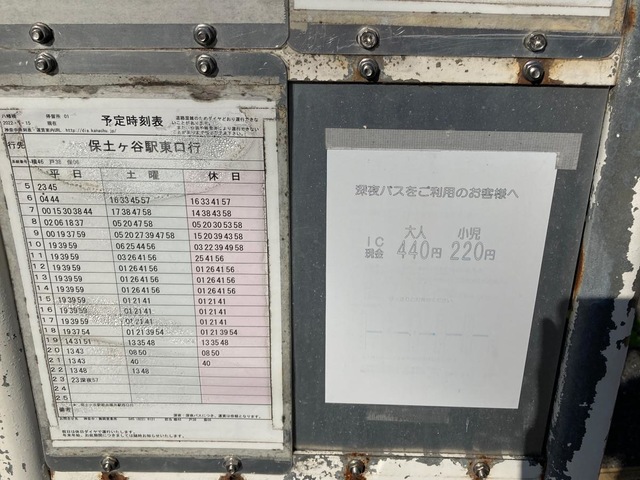 予定時刻表
保土ヶ谷駅東口行
平日 土曜 休日
5 23 45
6 04 44 16 33 45 57 16 33 41 57
7 00 15 30 38 44 17 38 47 58 14 38 43 58
8 02 06 18 37 05 20 47 58 05 20 30 53 58
9 00 19 37 59 05 20 27 39 47 58 15 20 39 43 59
10 19 39 59 06 25 44 56 03 22 39 49 58
11 19 39 59 03 26 41 56 25 41 56
12 19 39 59 01 26 41 56 01 26 41 56
13 19 39 59 01 26 41 56 01 26 41 56
14 19 39 59 01 26 41 56 01 26 41 56
15 19 39 59 01 21 41 01 21 41
16 19 39 59 01 21 41 01 21 41
17 19 39 59 01 21 41 01 21 41
18 19 37 54 01 21 39 54 01 21 39 54
19 14 31 51 13 35 48 13 35 48
20 13 43 08 50 08 50
21 13 43 40 40
22 13 48 13 48
23 23 深夜57
24
25
備考
深夜バスをご利用のお客様へ
大人 小児
IC
現金 440円 220円